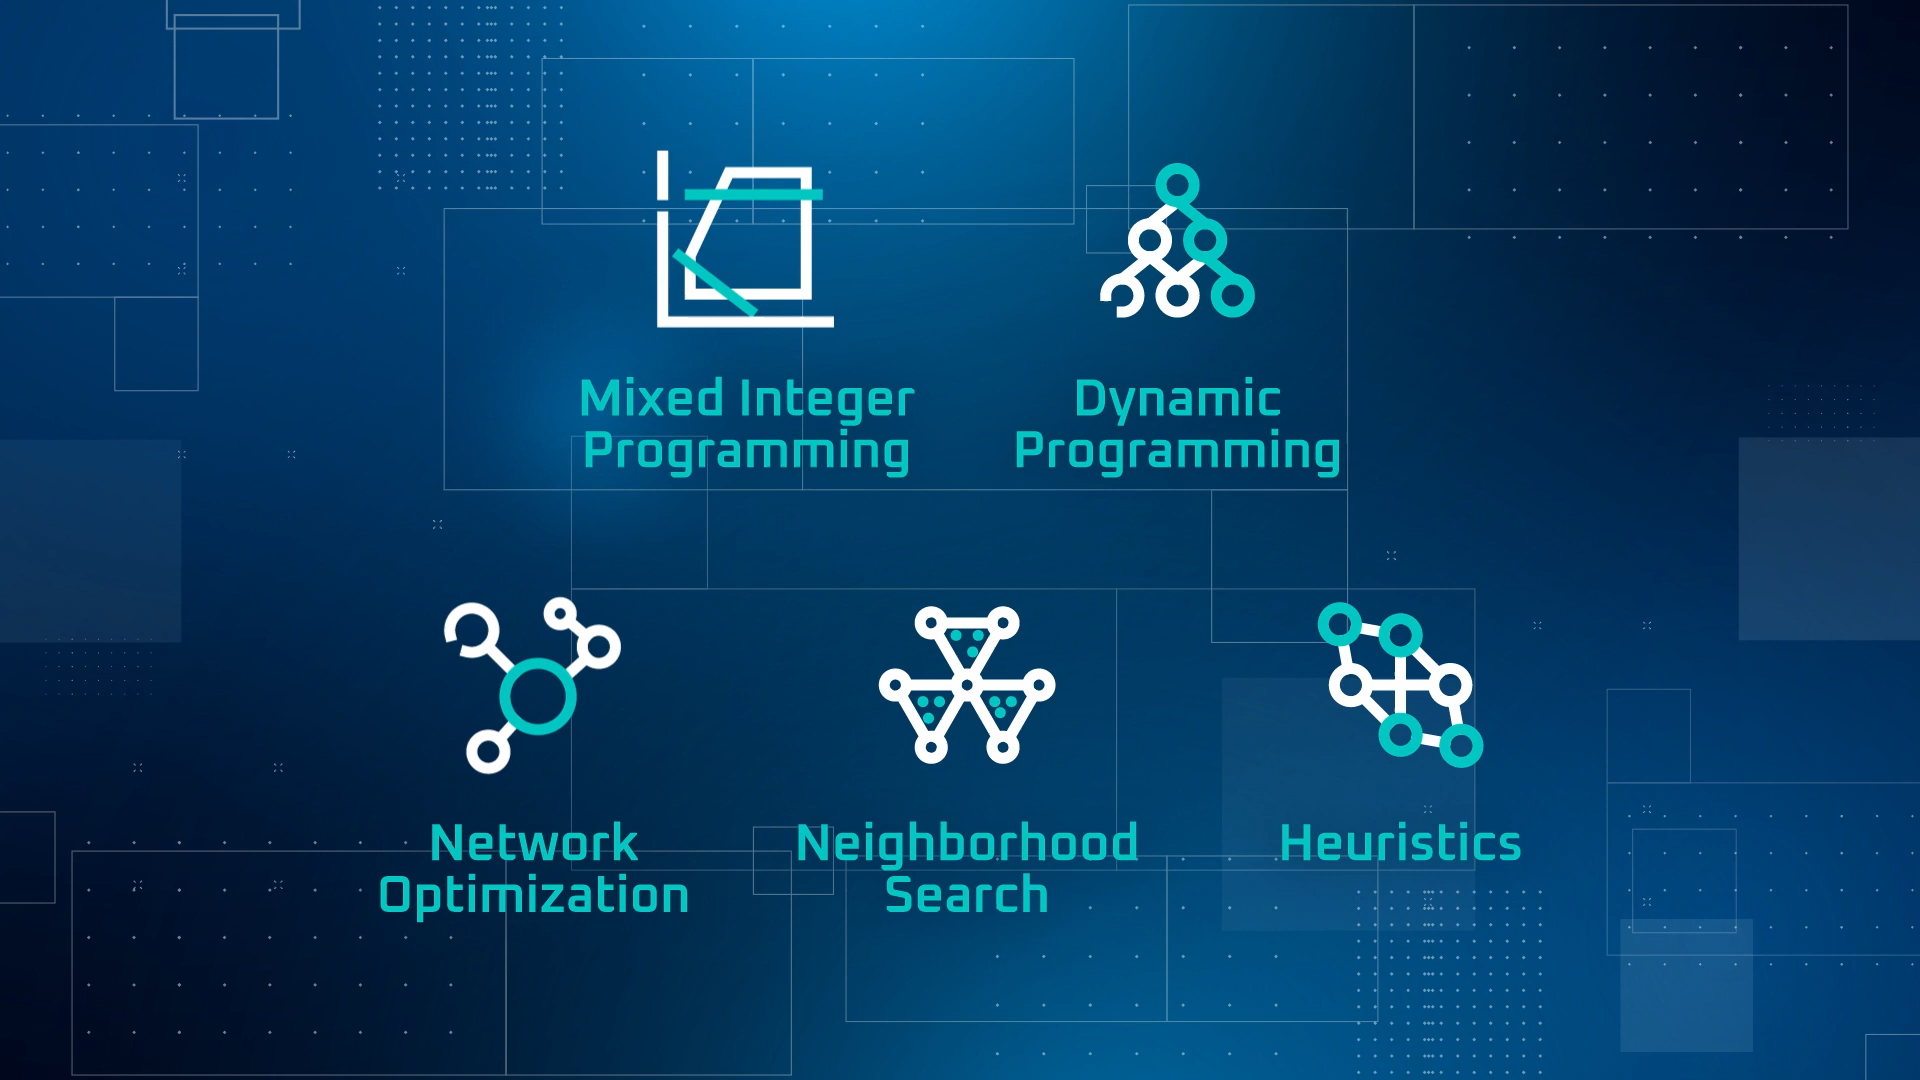 Mixed Integer
Programming
Dynamic
Programming
Network
Optimization
Neighborhood
Search
Heuristics